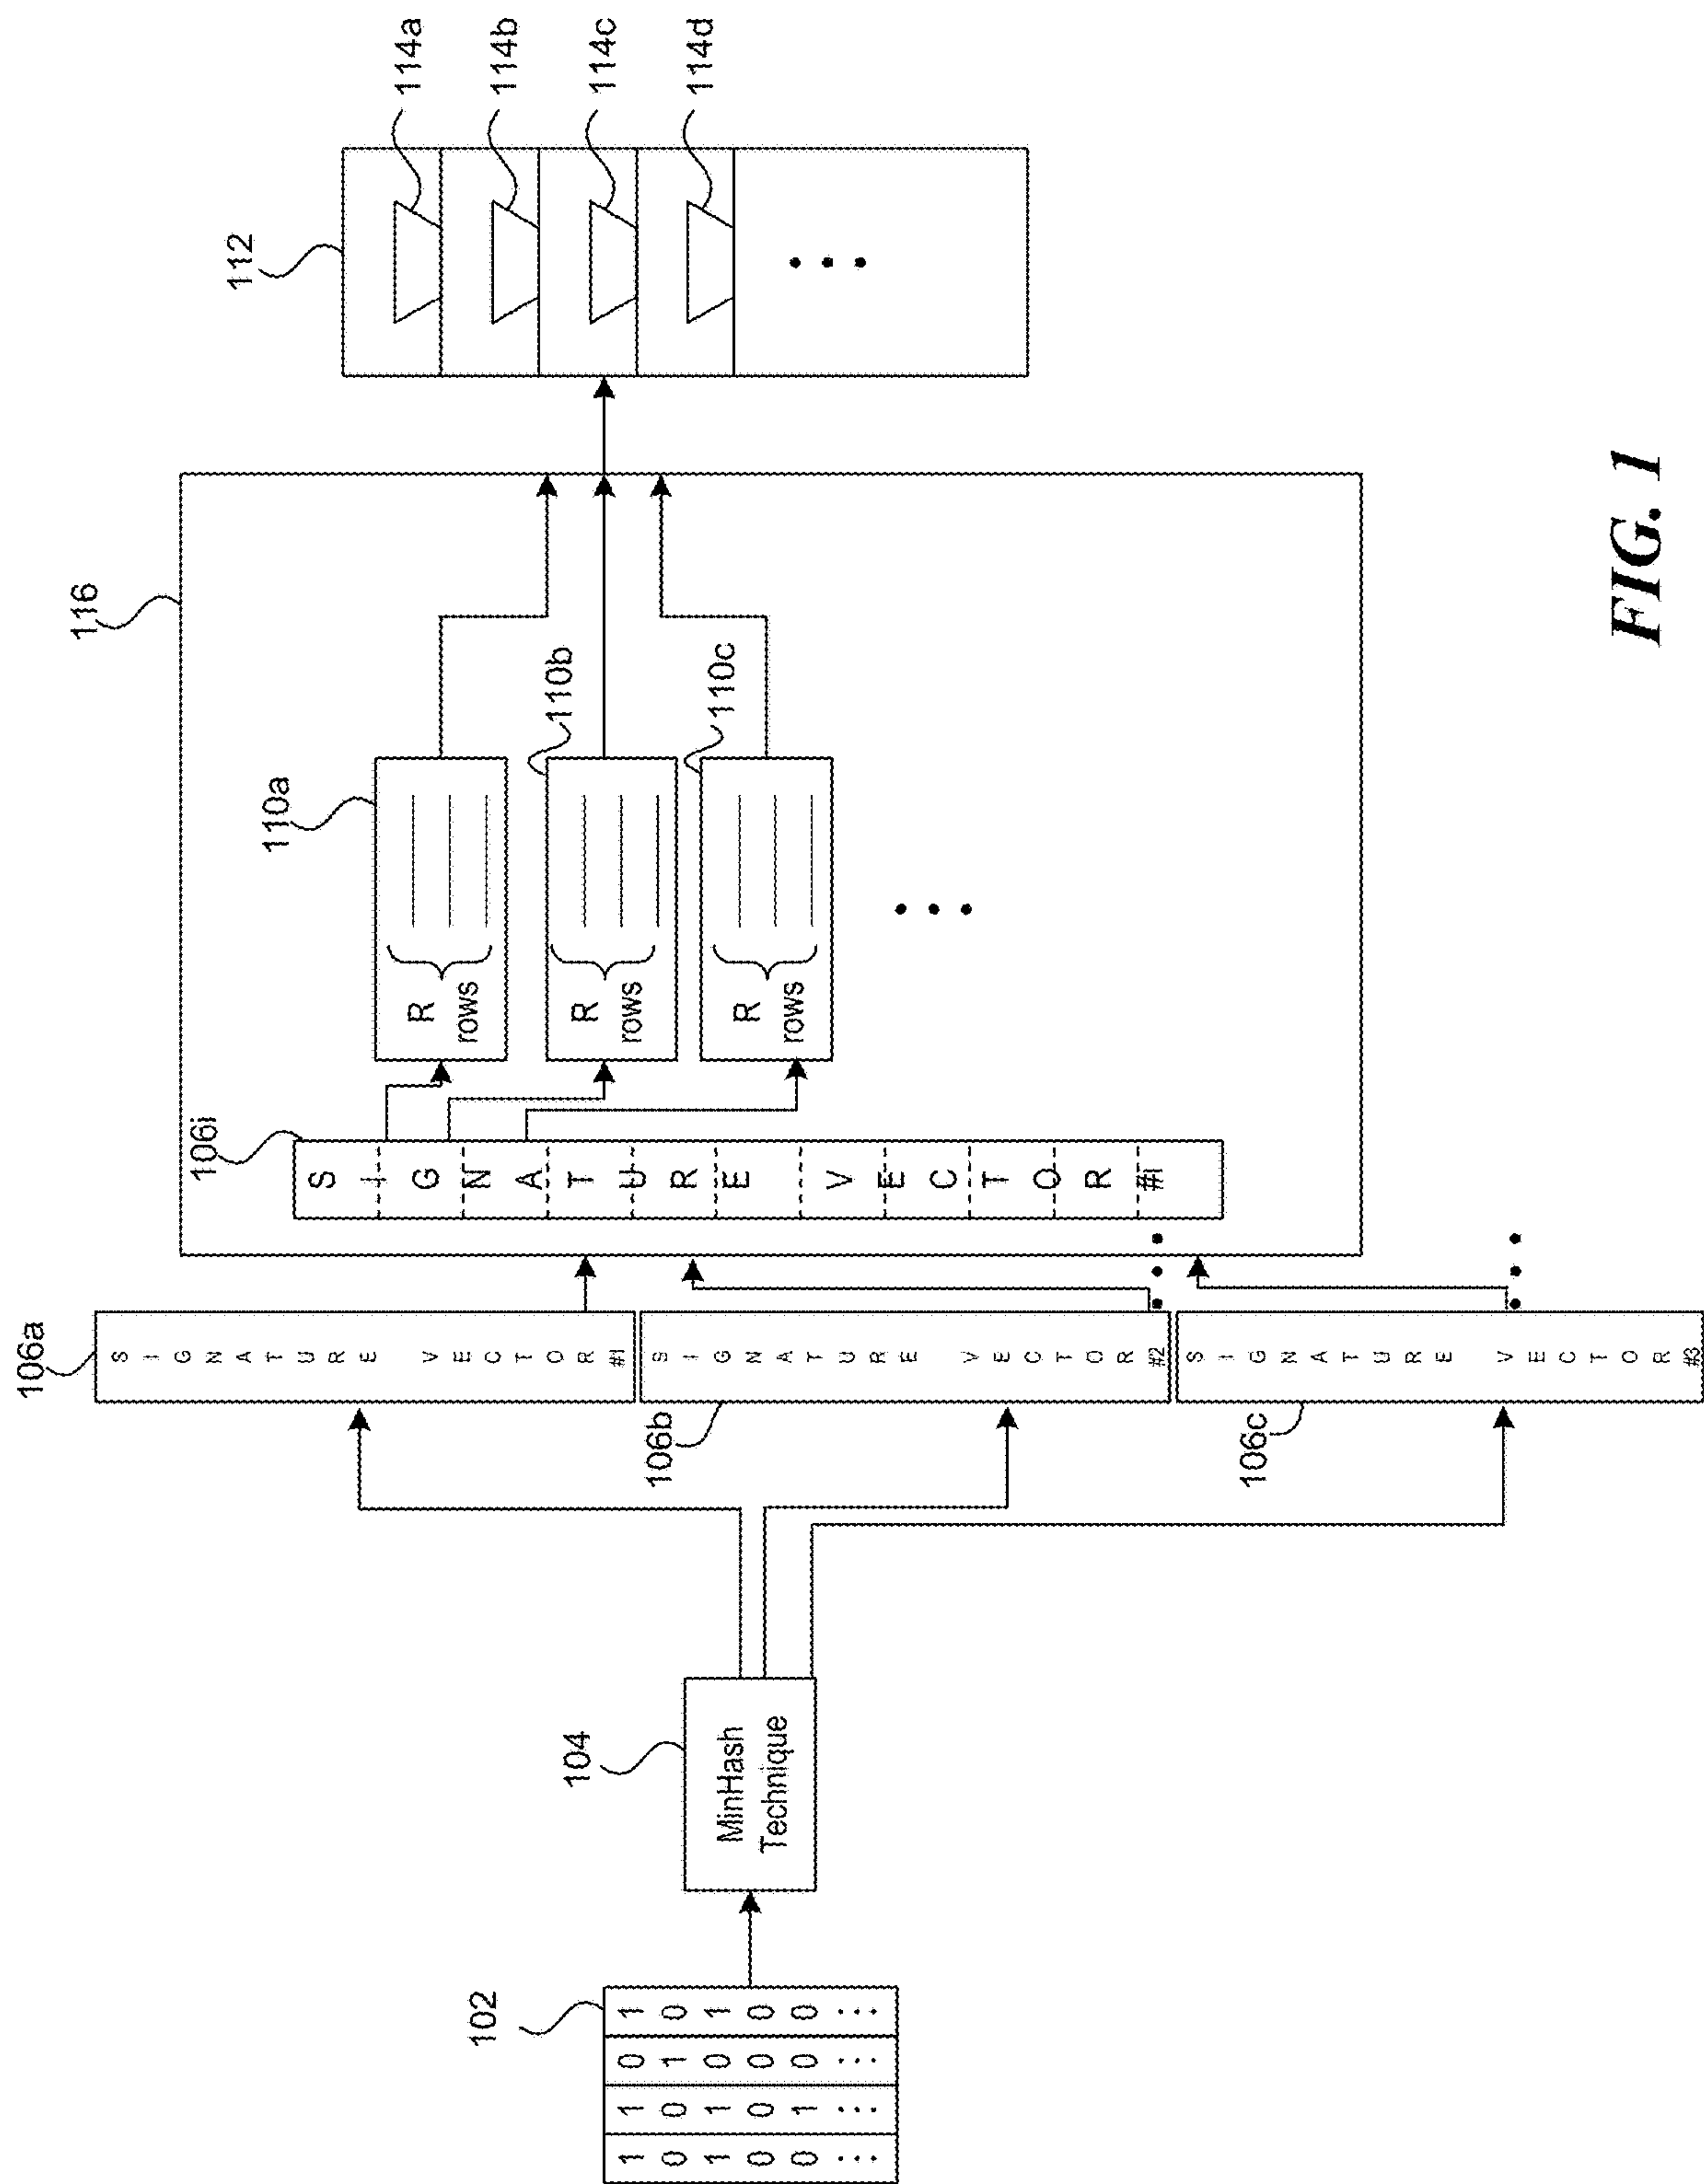 106a
SIGNATURE VECTOR #1
106b
SIGNATURE VECTOR #2
106c
SIGNATURE VECTOR #3
116
106i
SIGNATURE VECTOR #i
110a
R
rows
110b
R
rows
110c
R
rows
112
114a
114b
114c
114d
104
MinHash
Technique
102
1 1 0 1
0 0 1 0
1 1 0 1
0 0 0 0
0 1 0 0
FIG. 1